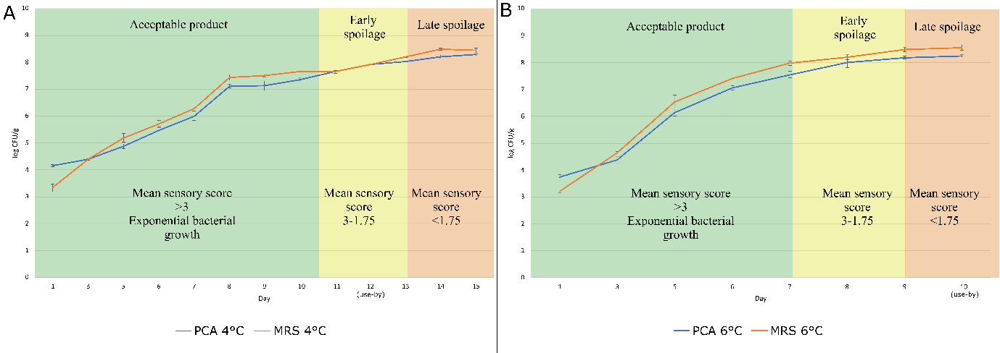 A
Acceptable product
Early
spoilage
Late spoilage
10
9
8
7
6
5
4
3
2
1
0
log CFU/g
Mean sensory score
>3
Exponential bacterial
growth
Mean sensory
score
3-1.75
Mean sensory
score
<1.75
1 3 5 6 7 8 9 10 11 12 13 14 15
(use-by)
Day
PCA 4°C MRS 4°C
B
Acceptable product
Early
spoilage
Late spoilage
10
9
8
7
6
5
4
3
2
1
0
log CFU/g
Mean sensory score
>3
Exponential bacterial
growth
Mean sensory
score
3-1.75
Mean sensory
score
<1.75
1 3 5 6 7 8 9 10
(use-by)
Day
PCA 6°C MRS 6°C